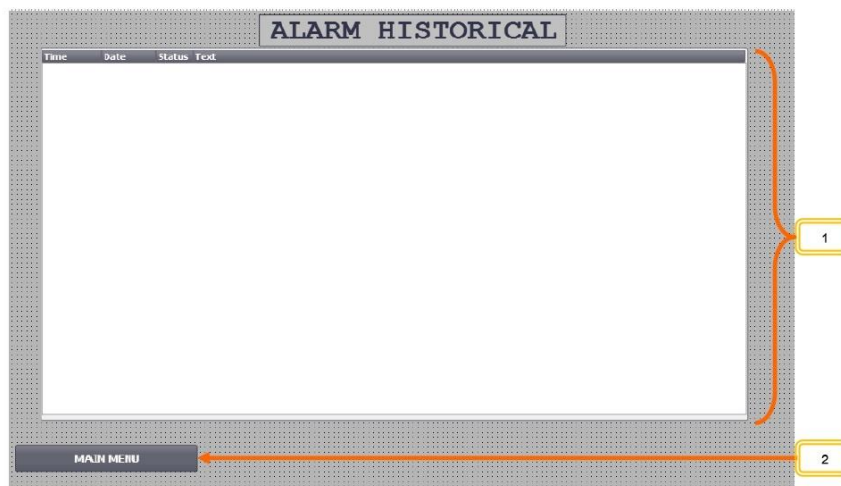 ALARM HISTORICAL
Time Date Status Text
1
MAIN MENU
2